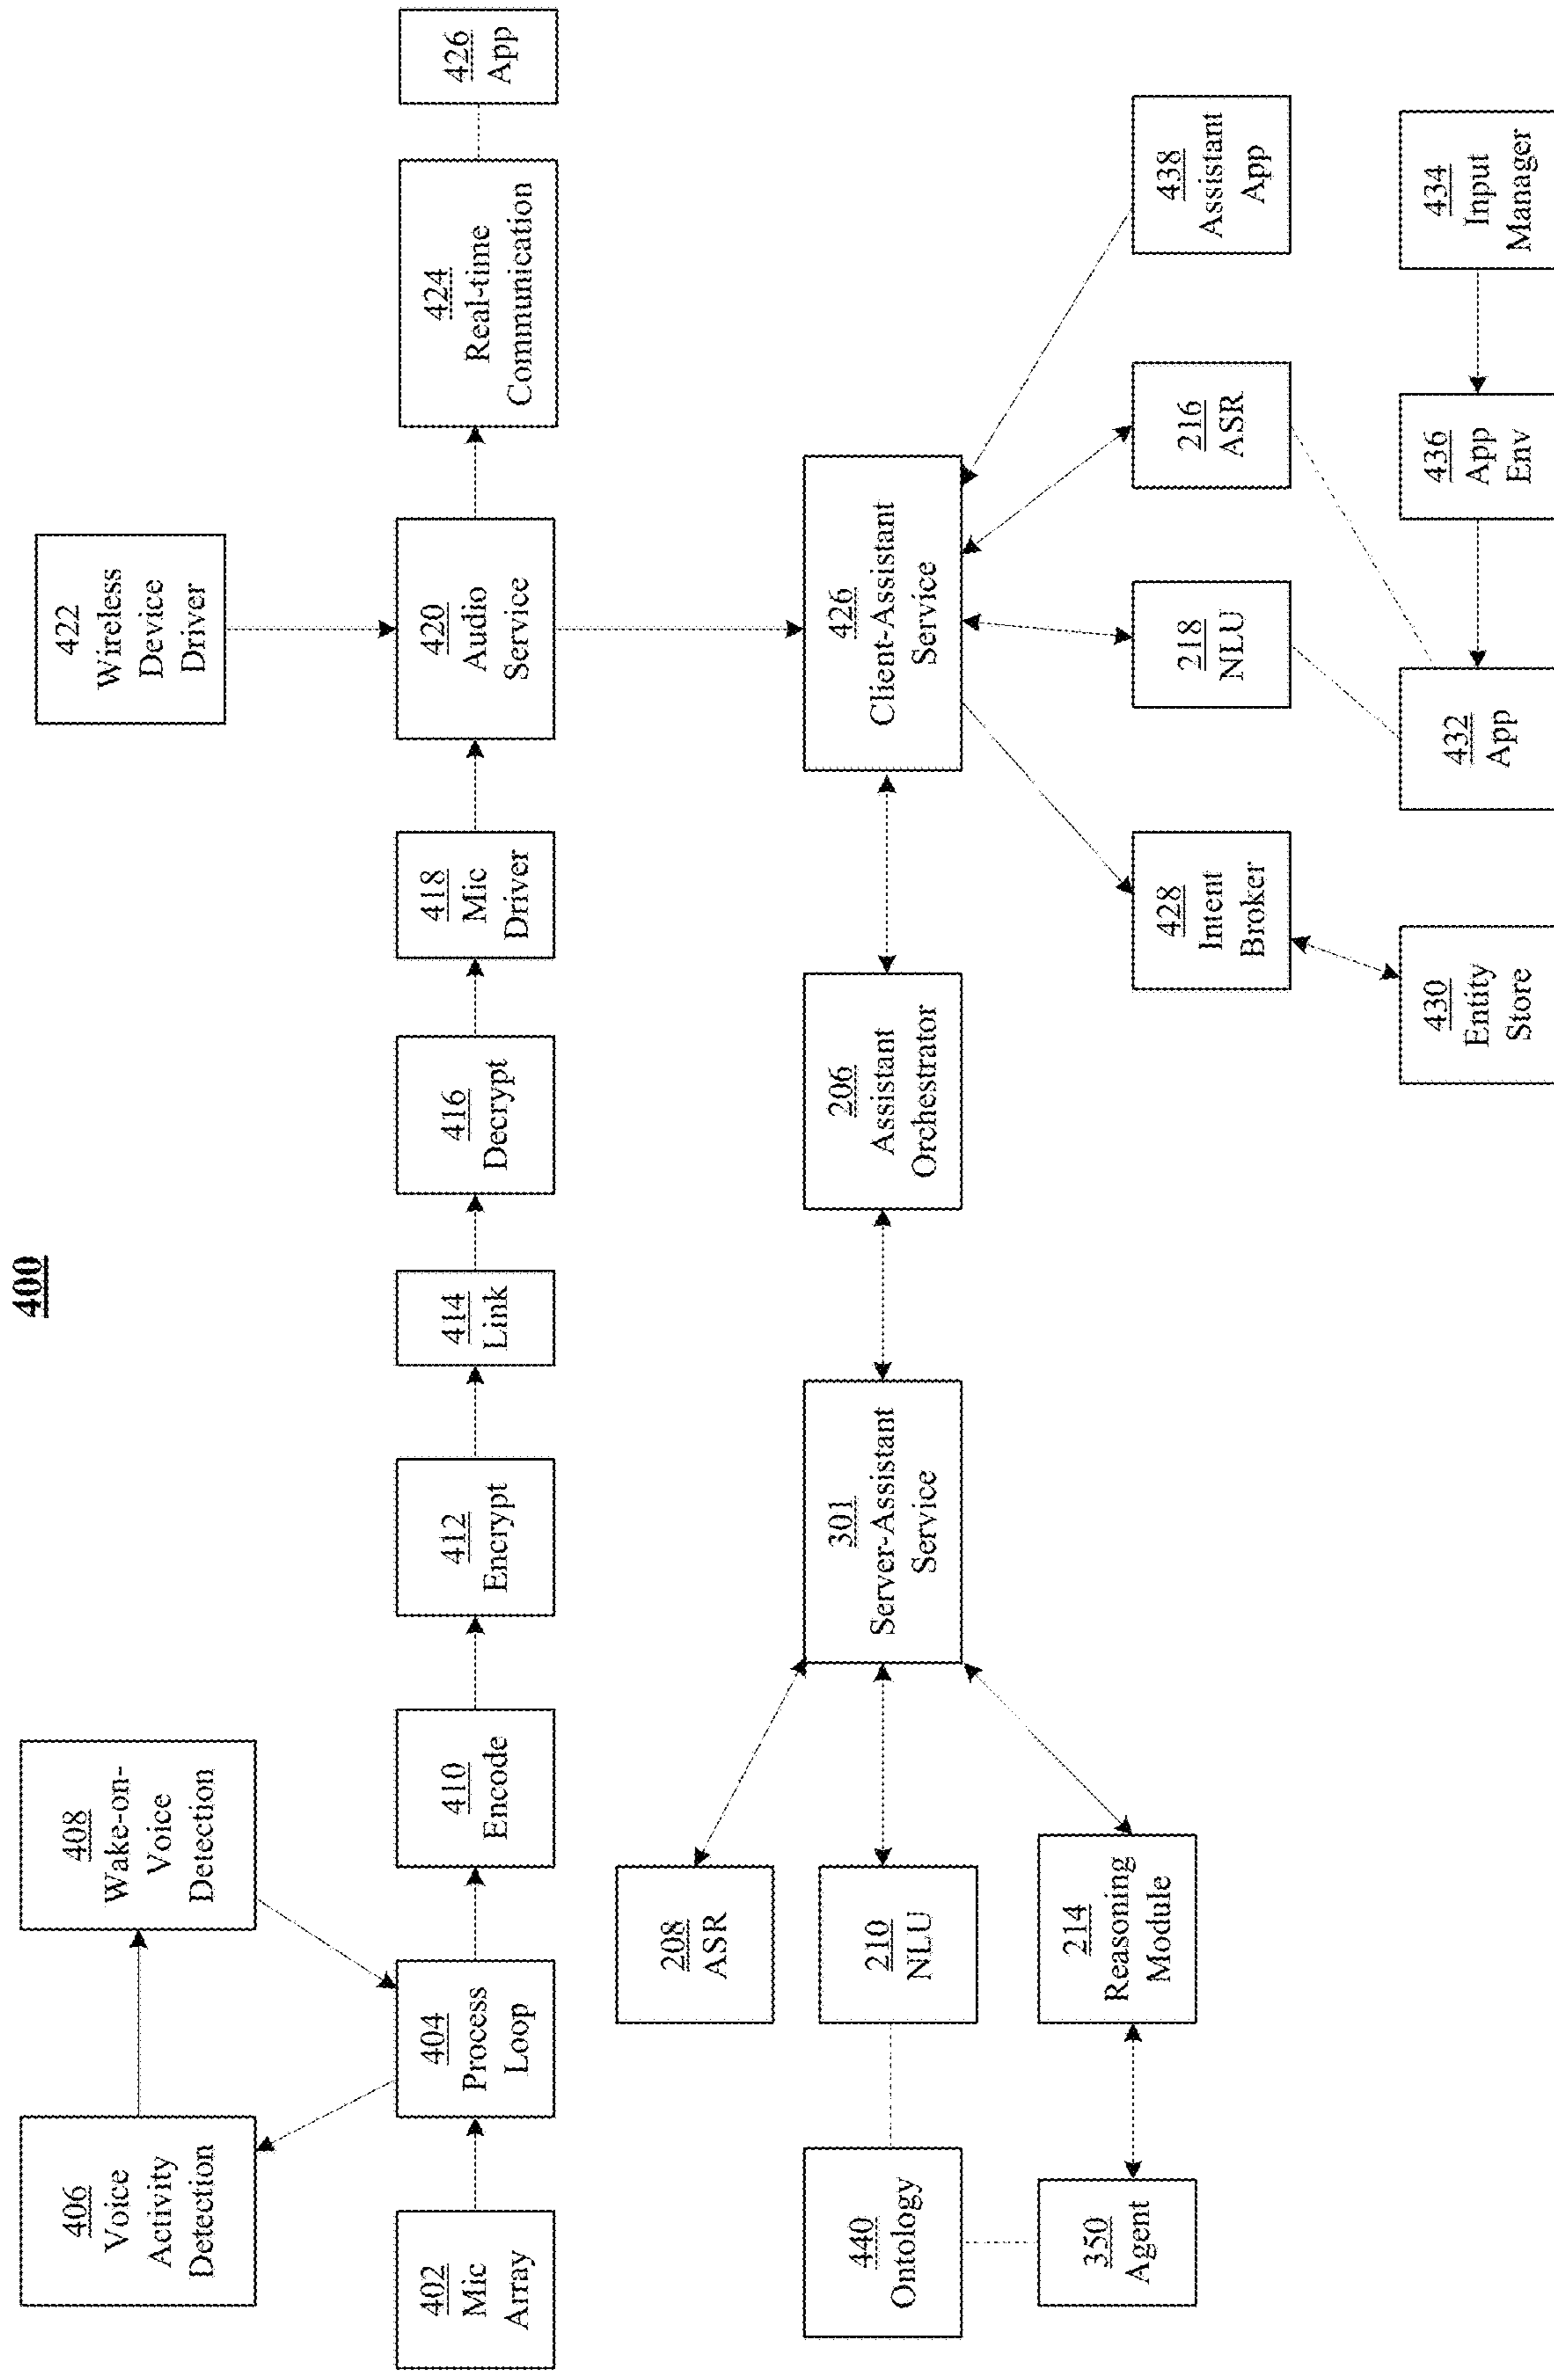 400
422
Wireless
Device
Driver
406
Voice
Activity
Detection
408
Wake-on-
Voice
Detection
402
Mic
Array
404
Process
Loop
410
Encode
412
Encrypt
414
Link
416
Decrypt
418
Mic
Driver
420
Audio
Service
424
Real-time
Communication
426
App
208
ASR
210
NLU
214
Reasoning
Module
440
Ontology
350
Agent
301
Server-Assistant
Service
206
Assistant
Orchestrator
426
Client-Assistant
Service
428
Intent
Broker
218
NLU
216
ASR
438
Assistant
App
430
Entity
Store
432
App
436
App
Env
434
Input
Manager